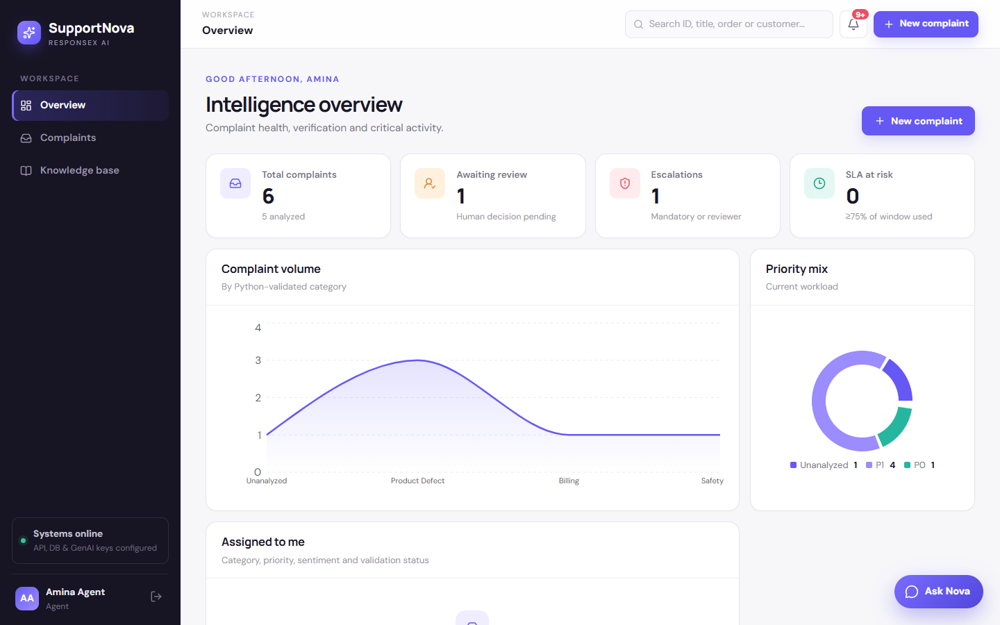 SupportNova
RESPONSEX AI
WORKSPACE
Overview
Complaints
Knowledge base
Systems online
API, DB & GenAI keys configured
AA
Amina Agent
Agent
WORKSPACE
Overview
Search ID, title, order or customer...
9+
New complaint
GOOD AFTERNOON, AMINA
Intelligence overview
Complaint health, verification and critical activity.
New complaint
Total complaints
6
5 analyzed
Awaiting review
1
Human decision pending
Escalations
1
Mandatory or reviewer
SLA at risk
0
≥75% of window used
Complaint volume
By Python-validated category
4
3
2
1
0
Unanalyzed Product Defect Billing Safety
Priority mix
Current workload
Unanalyzed 1 P1 4 P0 1
Assigned to me
Category, priority, sentiment and validation status
Ask Nova